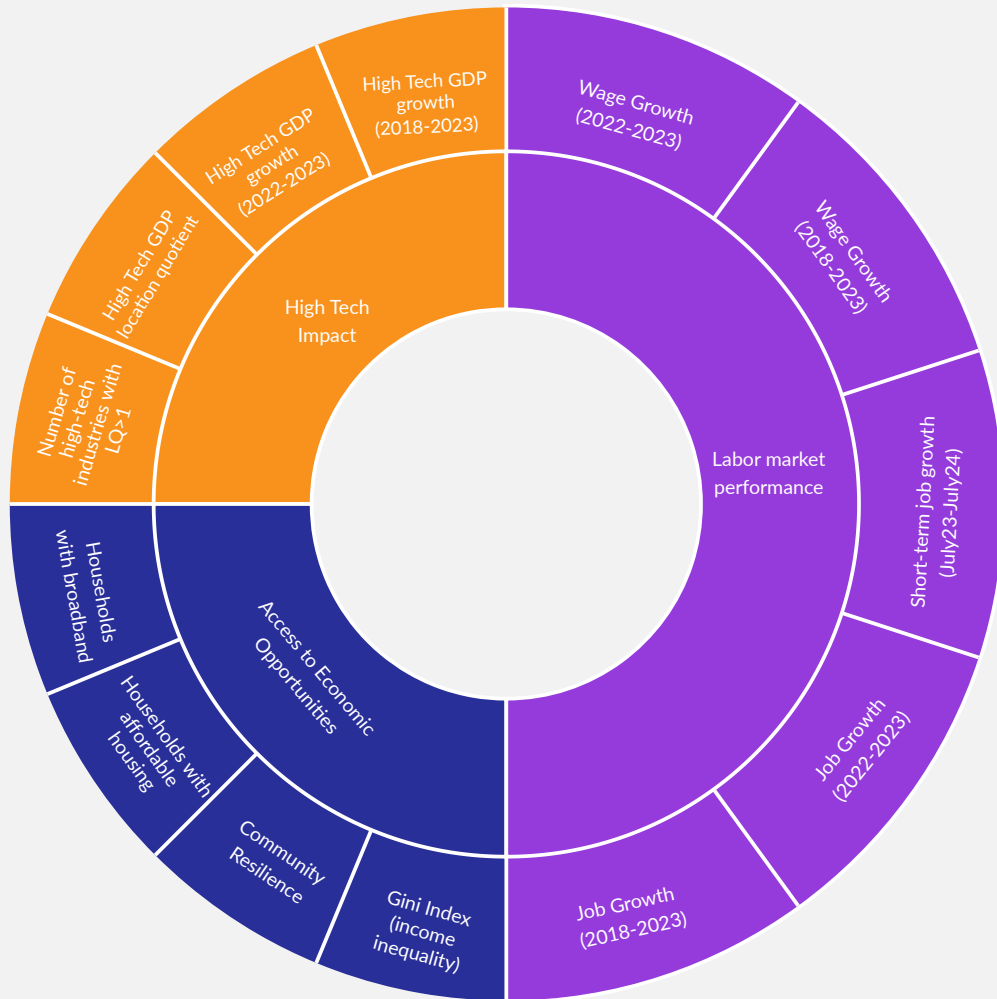 High Tech GDP
growth
(2018-2023)
Wage Growth
(2022-2023)
Wage Growth
(2018-2023)
Short-term job growth
(July23-July24)
Job Growth
(2022-2023)
Job Growth
(2018-2023)
Gini Index
(income
inequality)
Community
Resilience
Households with
affordable
housing
Households
with broadband
Number of
high-tech
industries with
LQ>1
High Tech GDP
location quotient
High Tech GDP
growth
(2022-2023)
High Tech
Impact
Labor market
performance
Access to Economic
Opportunities